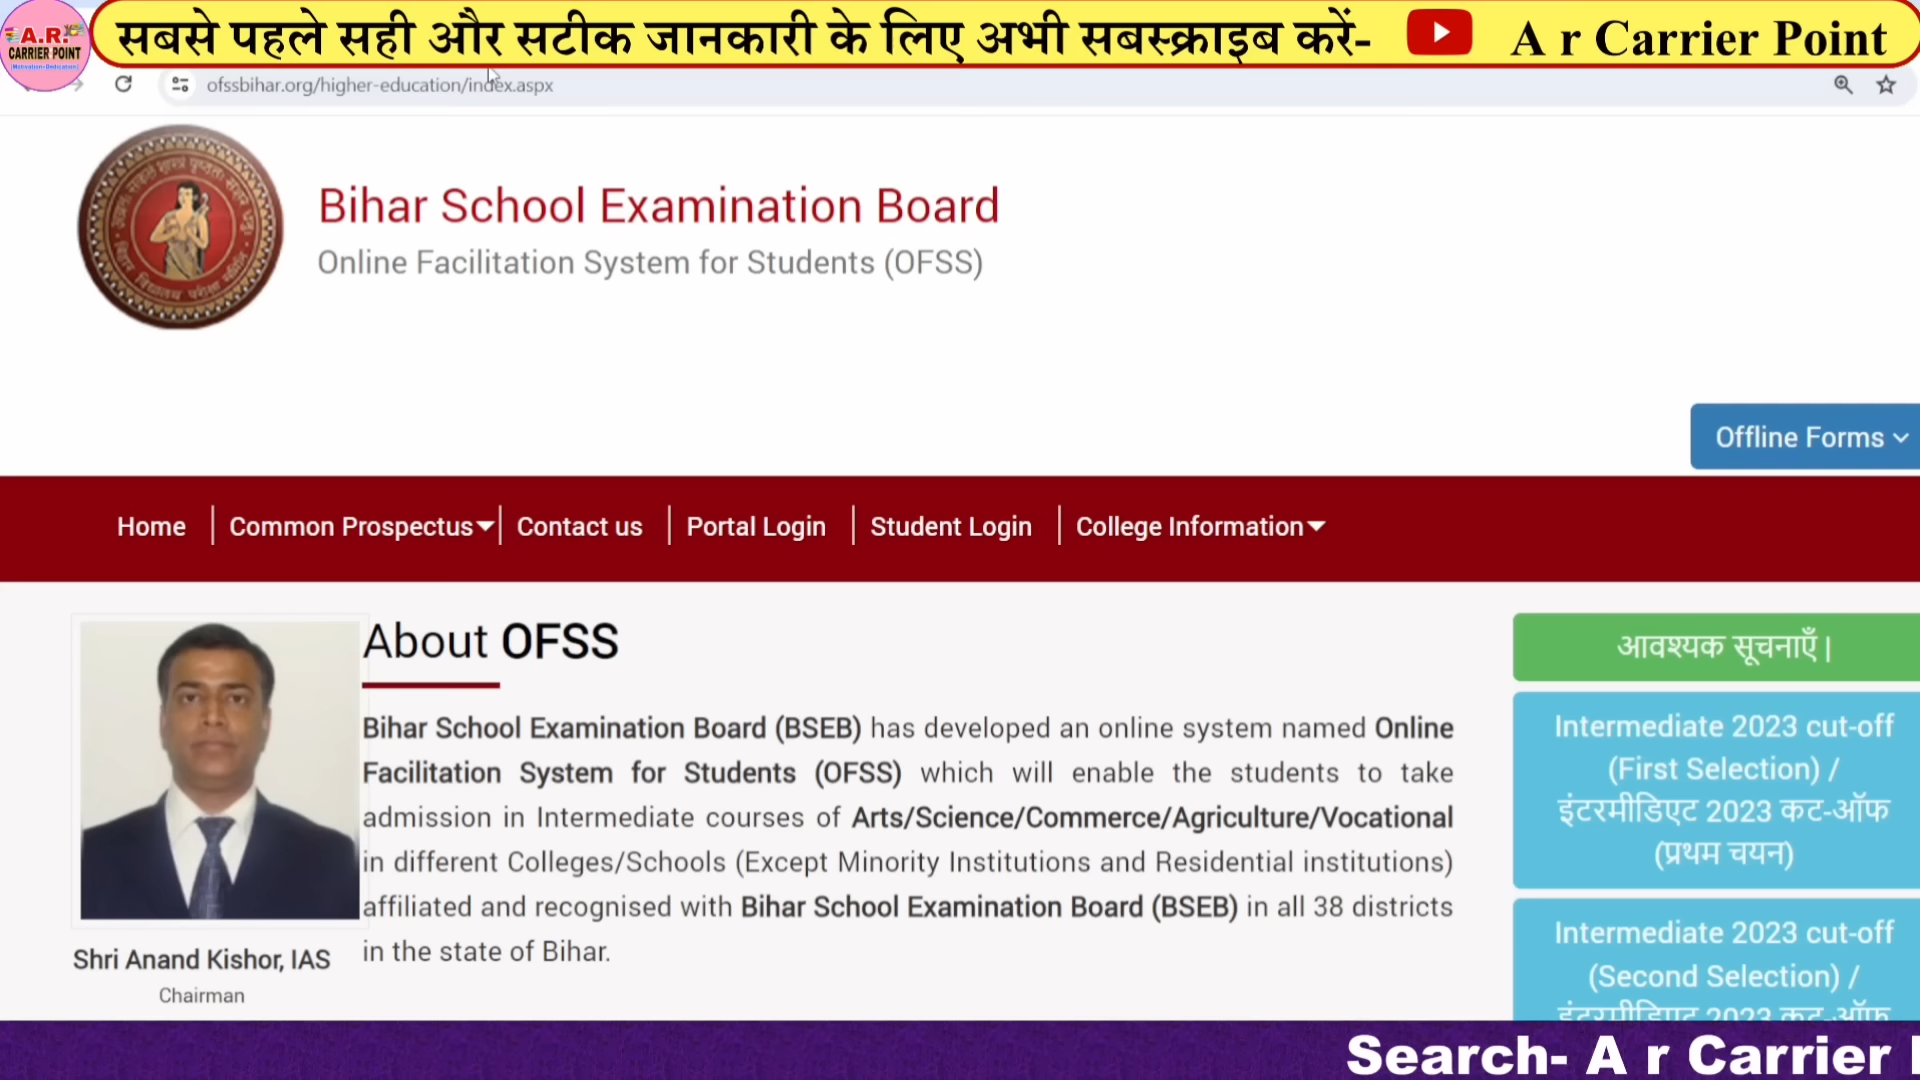 A.R.
CARRIER POINT
सबसे पहले सही और सटीक जानकारी के लिए अभी सबस्क्राइब करें-
A r Carrier Point
ofssbihar.org/higher-education/index.aspx
Bihar School Examination Board
Online Facilitation System for Students (OFSS)
Offline Forms
Home
Common Prospectus
Contact us
Portal Login
Student Login
College Information
About OFSS
Bihar School Examination Board (BSEB) has developed an online system named Online
Facilitation System for Students (OFSS) which will enable the students to take
admission in Intermediate courses of Arts/Science/Commerce/Agriculture/Vocational
in different Colleges/Schools (Except Minority Institutions and Residential institutions)
affiliated and recognised with Bihar School Examination Board (BSEB) in all 38 districts
in the state of Bihar.
Shri Anand Kishor, IAS
Chairman
आवश्यक सूचनाएँ |
Intermediate 2023 cut-off
(First Selection) /
इंटरमीडिएट 2023 कट-ऑफ
(प्रथम चयन)
Intermediate 2023 cut-off
(Second Selection) /
इंटरमीडिएट 2023 कट-ऑफ
Search- A r Carrier